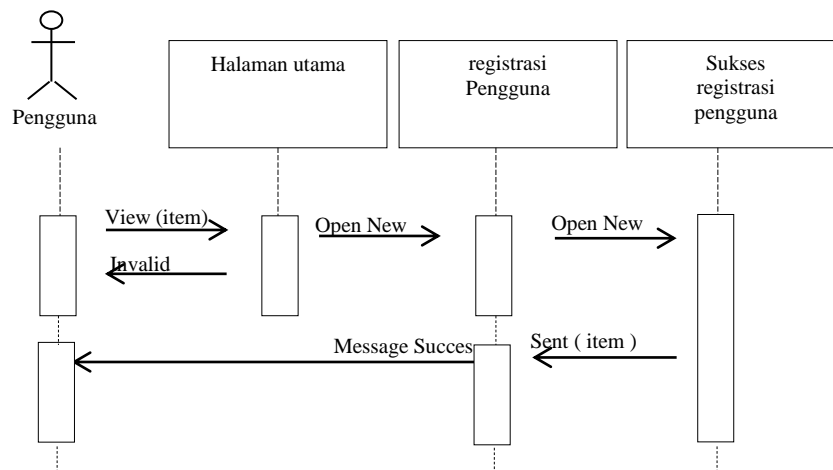 Pengguna
Halaman utama
registrasi
Pengguna
Sukses
registrasi
pengguna
View (item)
Open New
Open New
Invalid
Message Succes
Sent ( item )